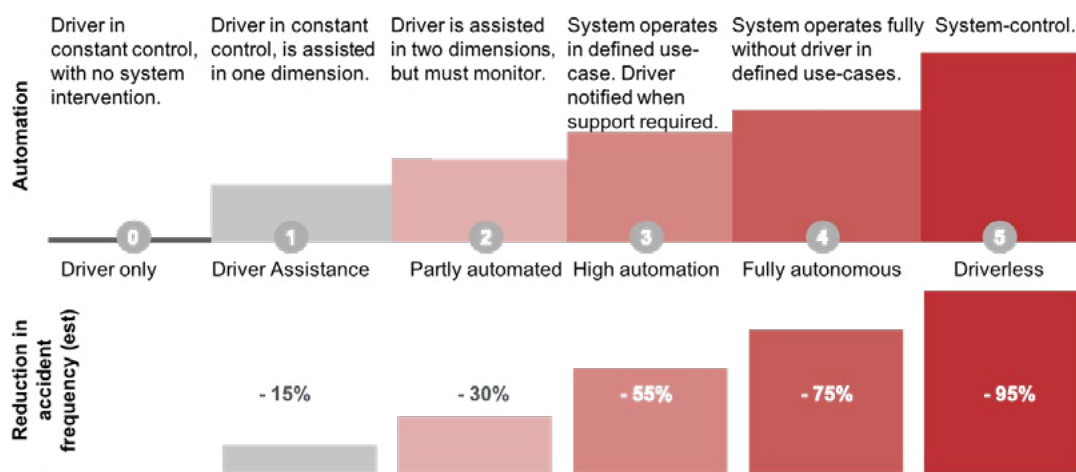 Driver in
constant control,
with no system
intervention.
Driver in constant
control, is assisted
in one dimension.
Driver is assisted
in two dimensions,
but must monitor.
System operates
in defined use-
case. Driver
notified when
support required.
System operates fully
without driver in
defined use-cases.
System-control.
Automation
0
1
2
3
4
5
Driver only
Driver Assistance
Partly automated
High automation
Fully autonomous
Driverless
Reduction in
accident
frequency (est)
- 15%
- 30%
- 55%
- 75%
- 95%